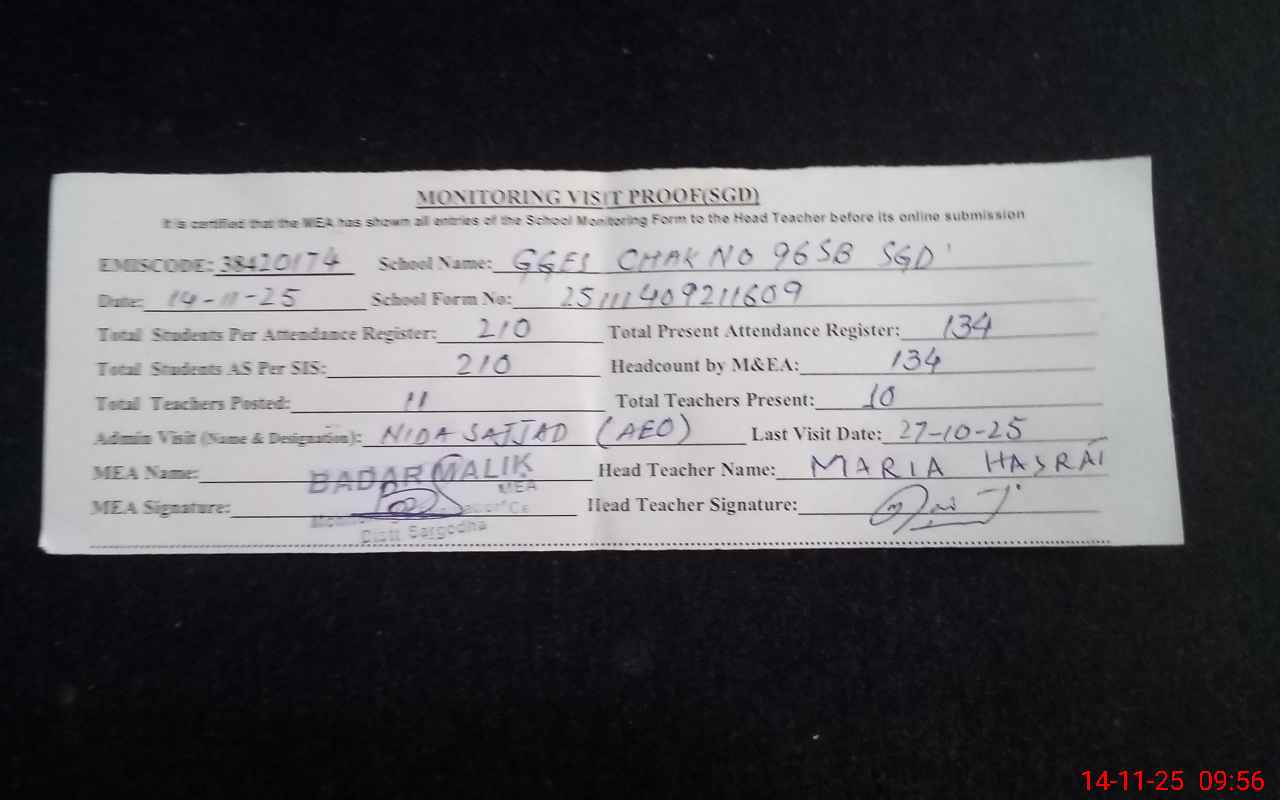 MONITORING VISIT PROOF(SGD)
It is certified that the MEA has shown all entries of the School Monitoring Form to the Head Teacher before its online submission
EMISCODE: 38420174 School Name: GGES CHAK NO 96SB SGD
Date: 14-11-25 School Form No: 251111409211609
Total Students Per Attendance Register: 210 Total Present Attendance Register: 134
Total Students AS Per SIS: 210 Headcount by M&EA: 134
Total Teachers Posted: 11 Total Teachers Present: 10
Admin Visit (Name & Designation): NIDA SAJJAD (AEO) Last Visit Date: 27-10-25
MEA Name: BADAR MALIK Head Teacher Name: MARIA HASRAT
MEA
MEA Signature: Head Teacher Signature:
Distt Sargodha
14-11-25 09:56